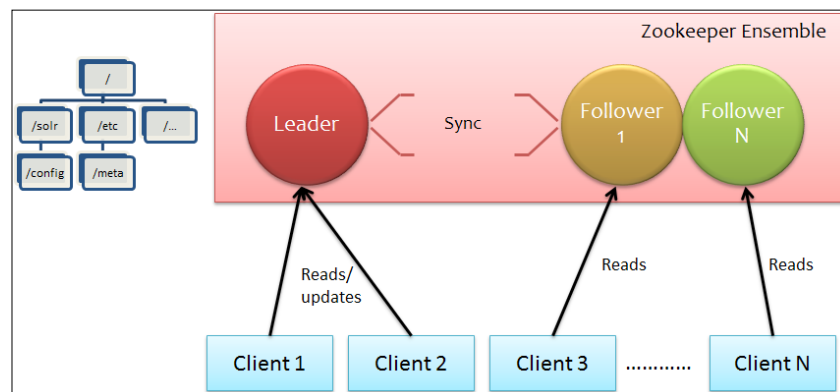 Zookeeper Ensemble
/
/solr
/etc
/...
/config
/meta
Leader
Sync
Follower
1
Follower
N
Reads/
updates
Reads
Reads
Client 1
Client 2
Client 3
............
Client N